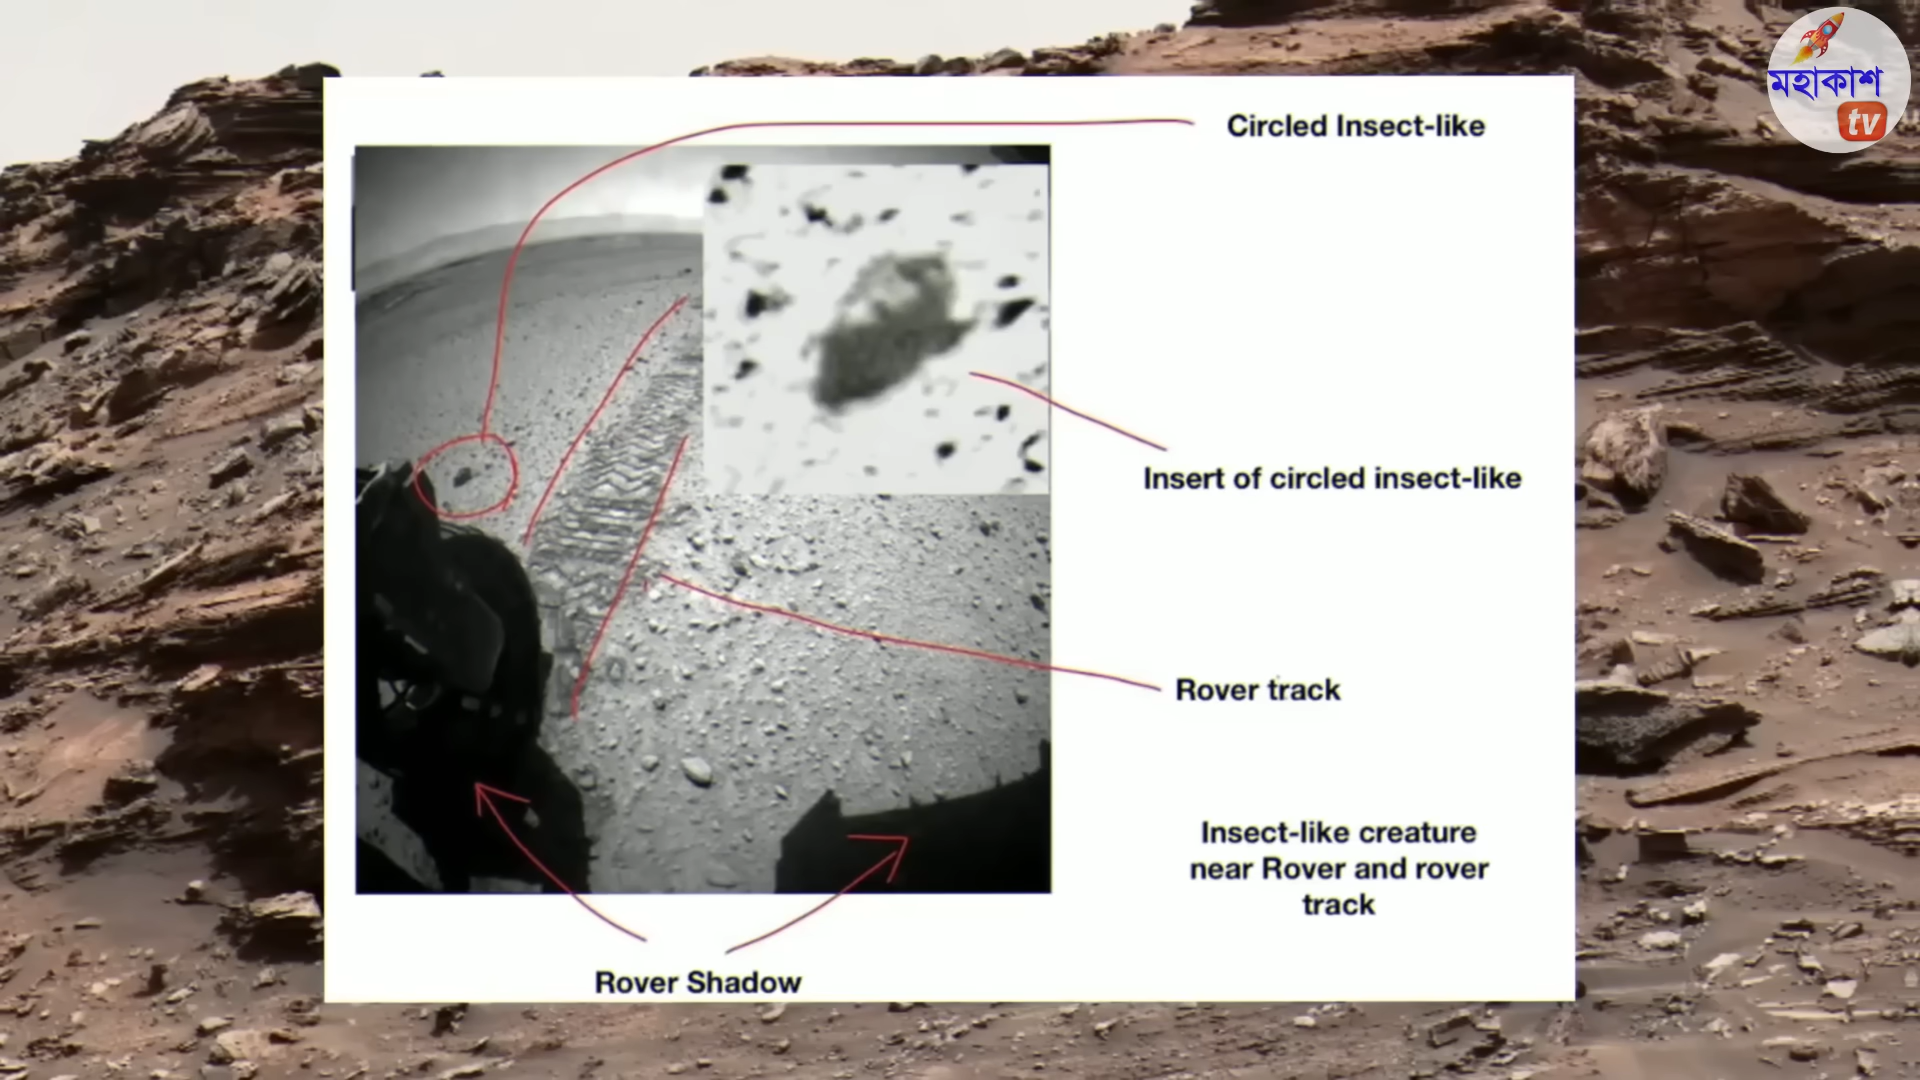 মহাকাশ
tv
Circled Insect-like
Insert of circled insect-like
Rover track
Insect-like creature
near Rover and rover
track
Rover Shadow